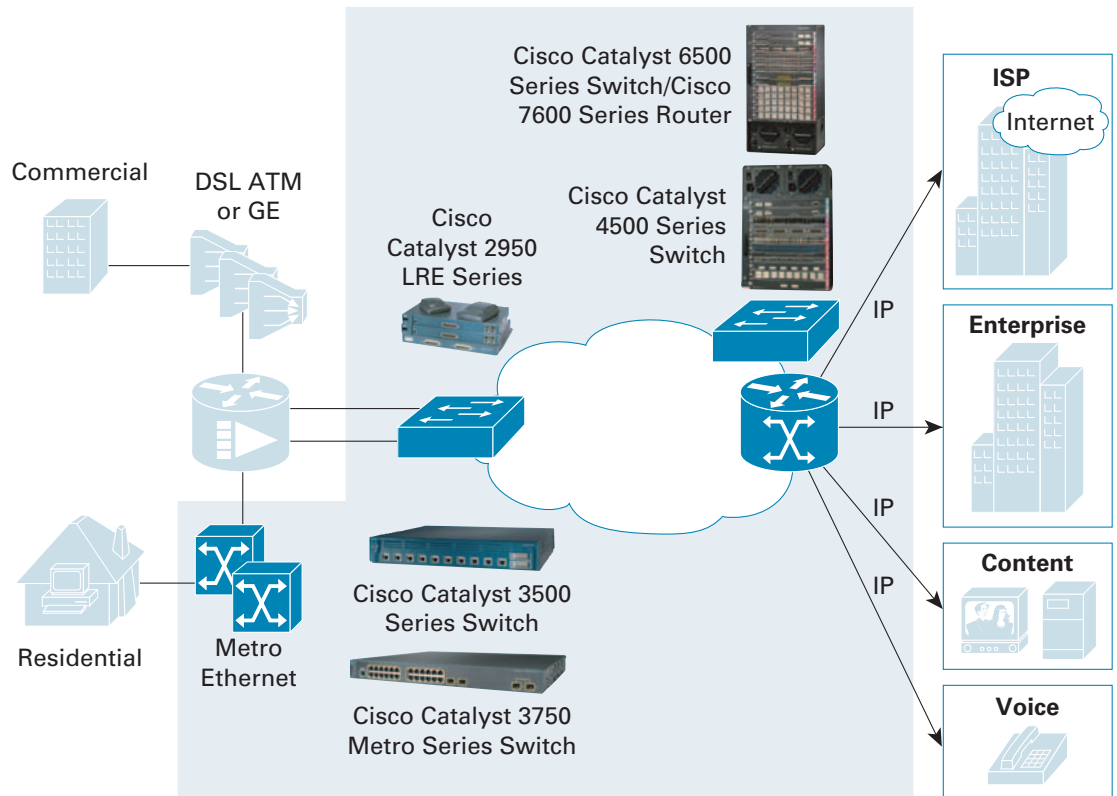 Cisco Catalyst 6500
Series Switch/Cisco
7600 Series Router
ISP
Internet
Commercial
DSL ATM
or GE
Cisco
Catalyst 2950
LRE Series
Cisco Catalyst
4500 Series
Switch
IP
Enterprise
IP
IP
Content
IP
Cisco Catalyst 3500
Series Switch
Residential
Metro
Ethernet
Cisco Catalyst 3750
Metro Series Switch
Voice